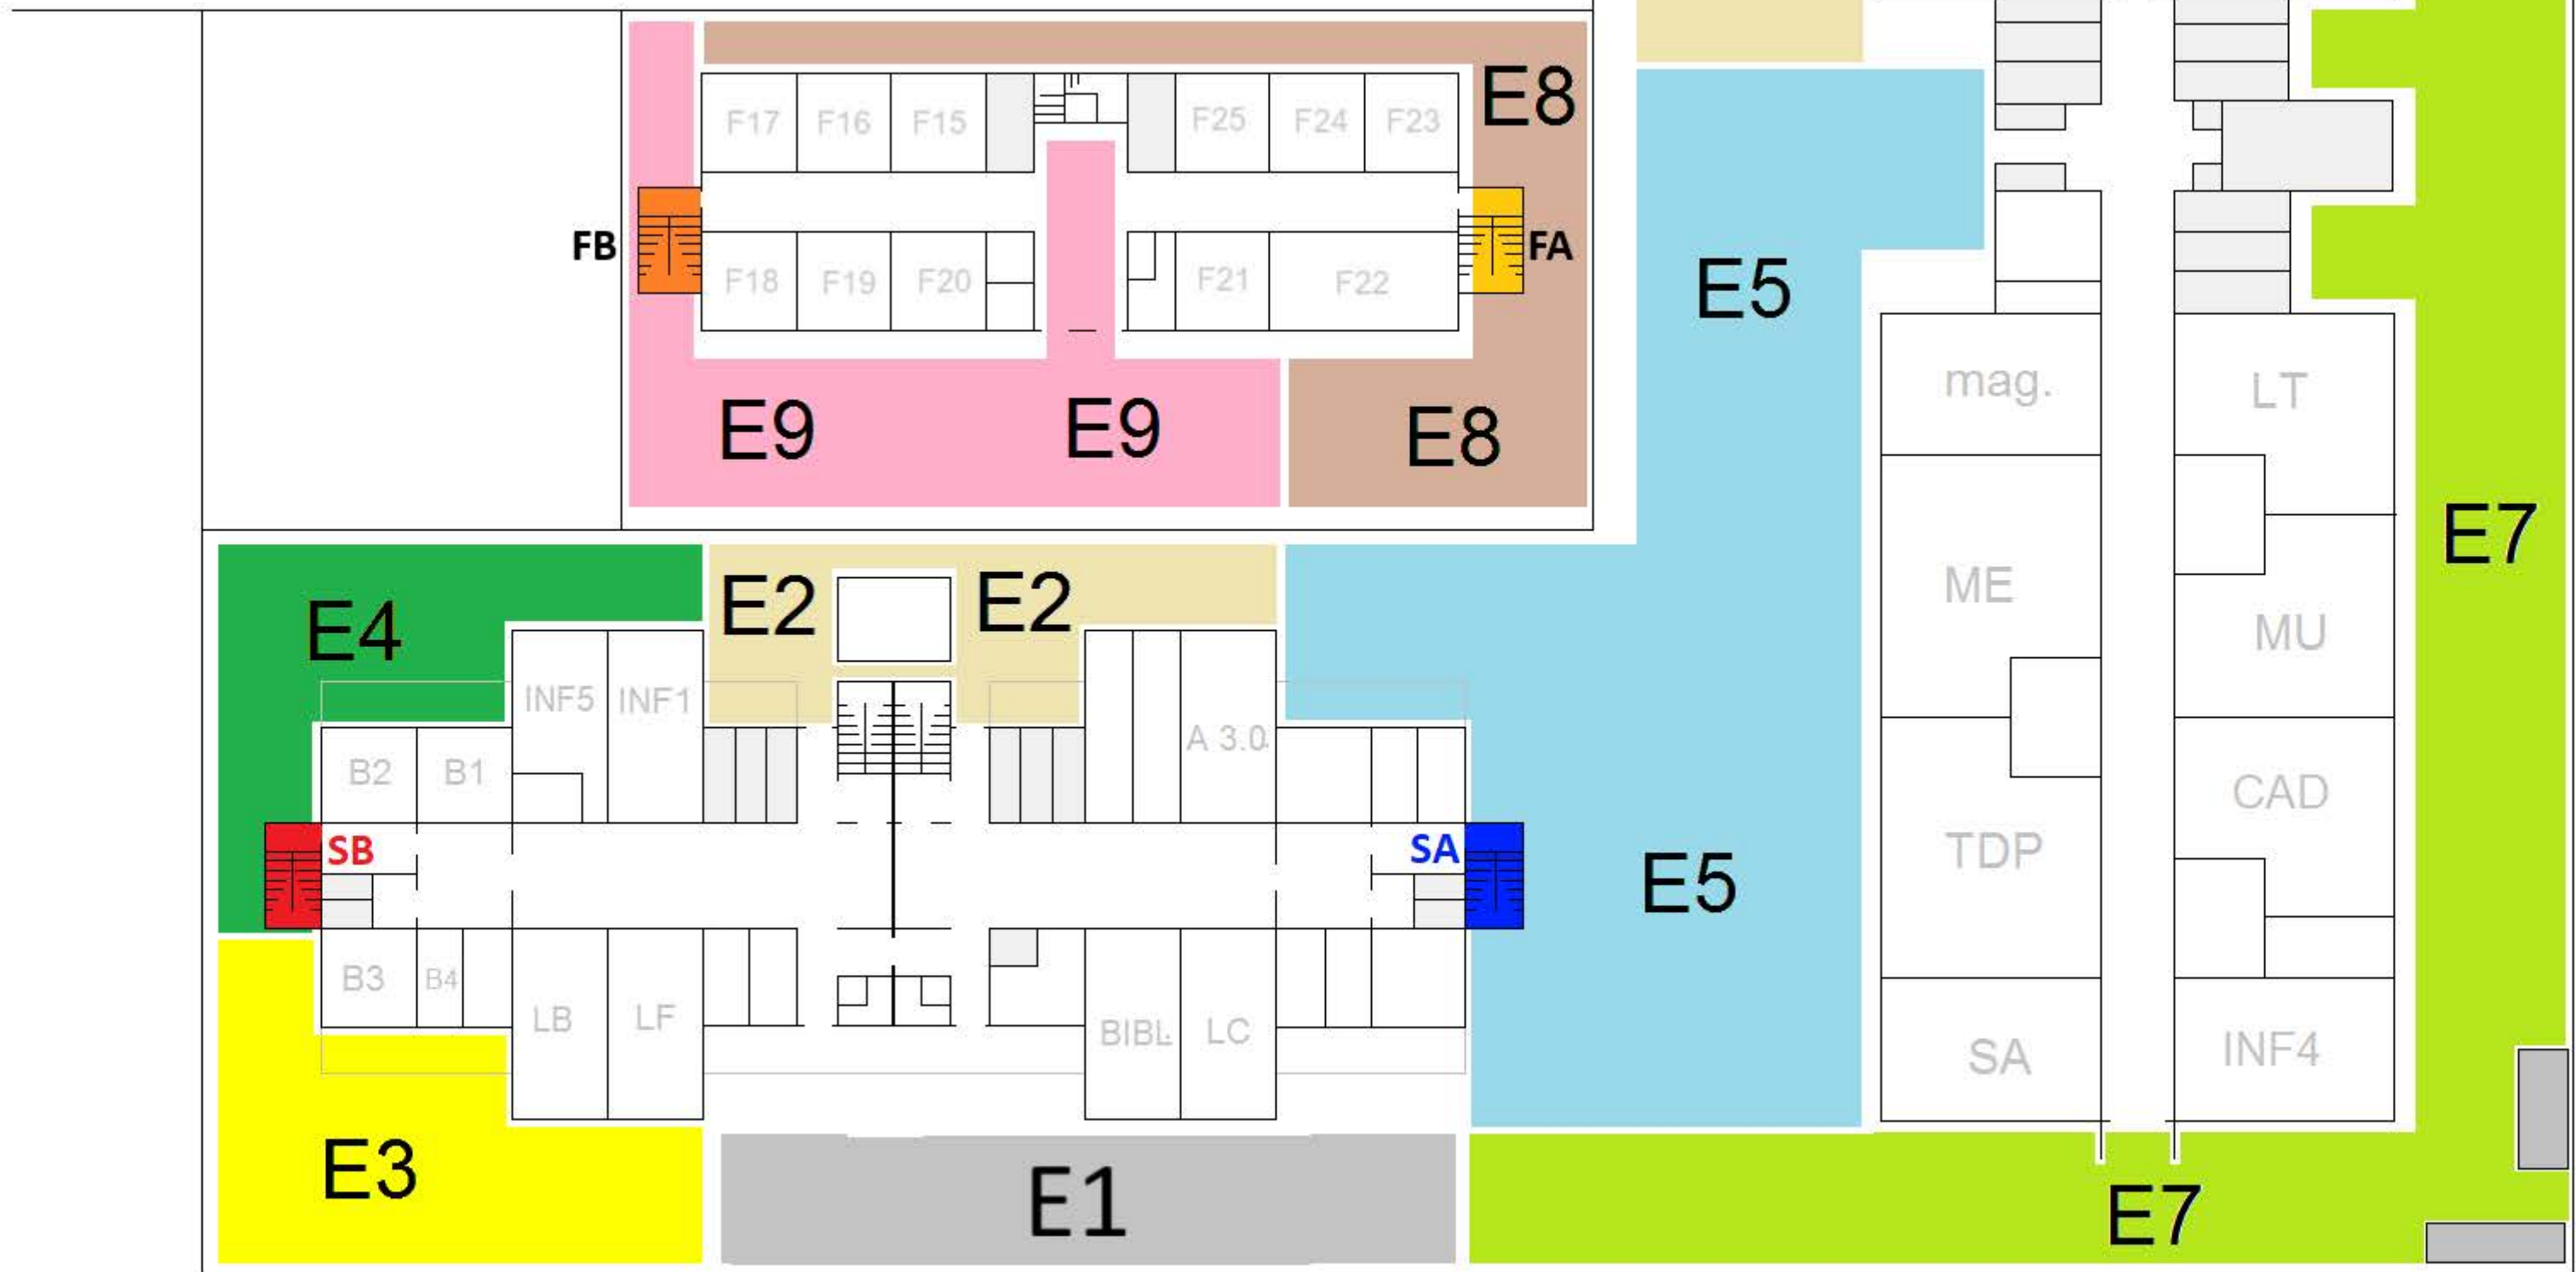 E8
F17 F16 F15 F25 F24 F23
FB FA
F18 F19 F20 F21 F22
E5
mag. LT
E9 E9 E8
E7
E4 E2 E2
ME
MU
INF5 INF1 A 3.0
B2 B1
CAD
SB SA
TDP
E5
B3 B4
LB LF BIBL. LC
SA INF4
E3 E1 E7